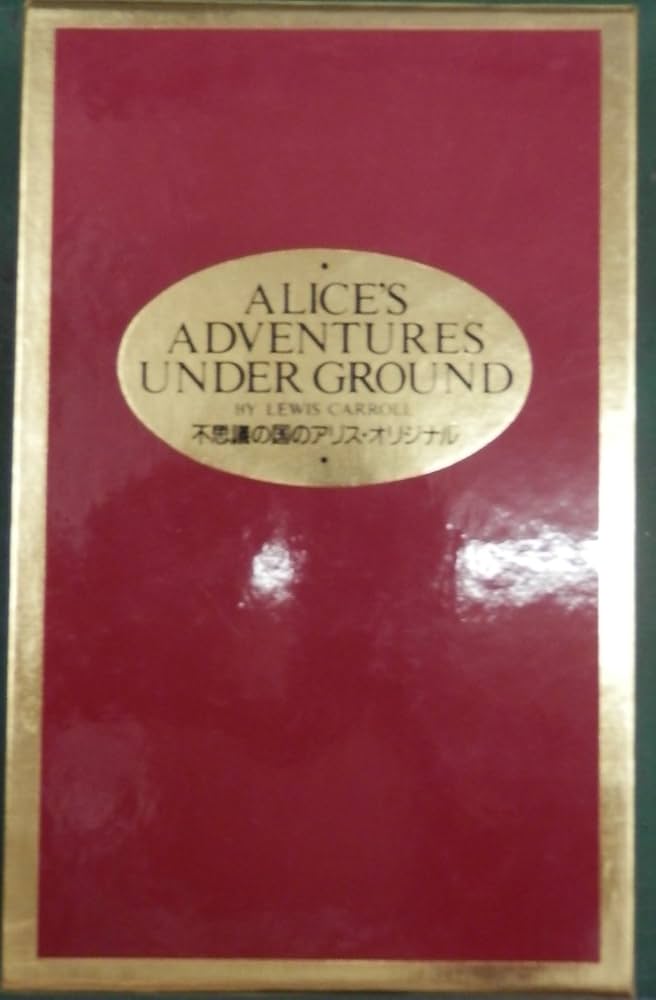 ALICE'S
ADVENTURES
UNDER GROUND
BY LEWIS CARROLL
不思議の国のアリス・オリジナル